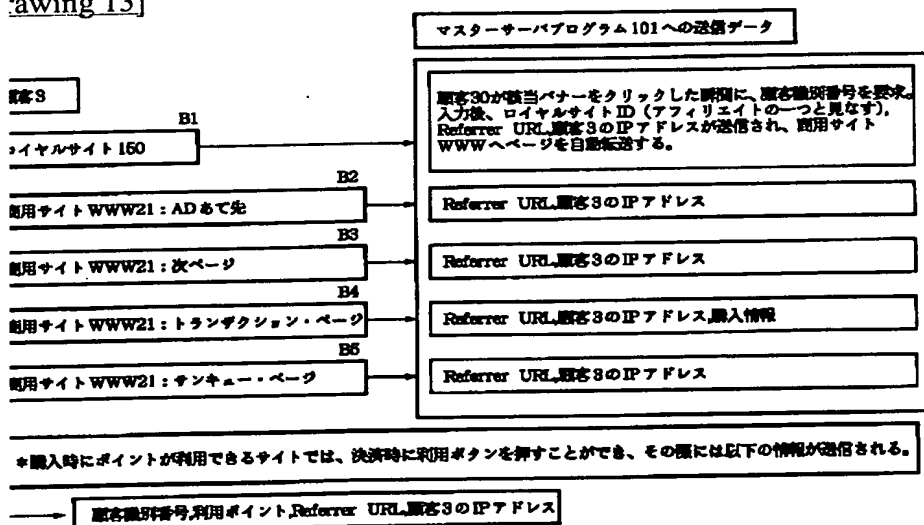 rawing 13]
マスターサーバプログラム101への送信データ
顧客3
顧客30が該当バナーをクリックした瞬間に、顧客識別番号を要求。
入力後、ロイヤルサイトID(アフィリエイトの一つと見なす),
Referrer URL,顧客3のIPアドレスが送信され、商用サイト
WWWへページを自動転送する。
B1
ロイヤルサイト150
B2
商用サイトWWW21:ADあて先
Referrer URL,顧客3のIPアドレス
B3
商用サイトWWW21:次ページ
Referrer URL,顧客3のIPアドレス
B4
商用サイトWWW21:トランザクション・ページ
Referrer URL,顧客3のIPアドレス,購入情報
B5
商用サイトWWW21:サンキュー・ページ
Referrer URL,顧客3のIPアドレス
*購入時にポイントが利用できるサイトでは、決済時に利用ボタンを押すことができ、その際には以下の情報が送信される。
顧客識別番号,利用ポイント,Referrer URL,顧客3のIPアドレス